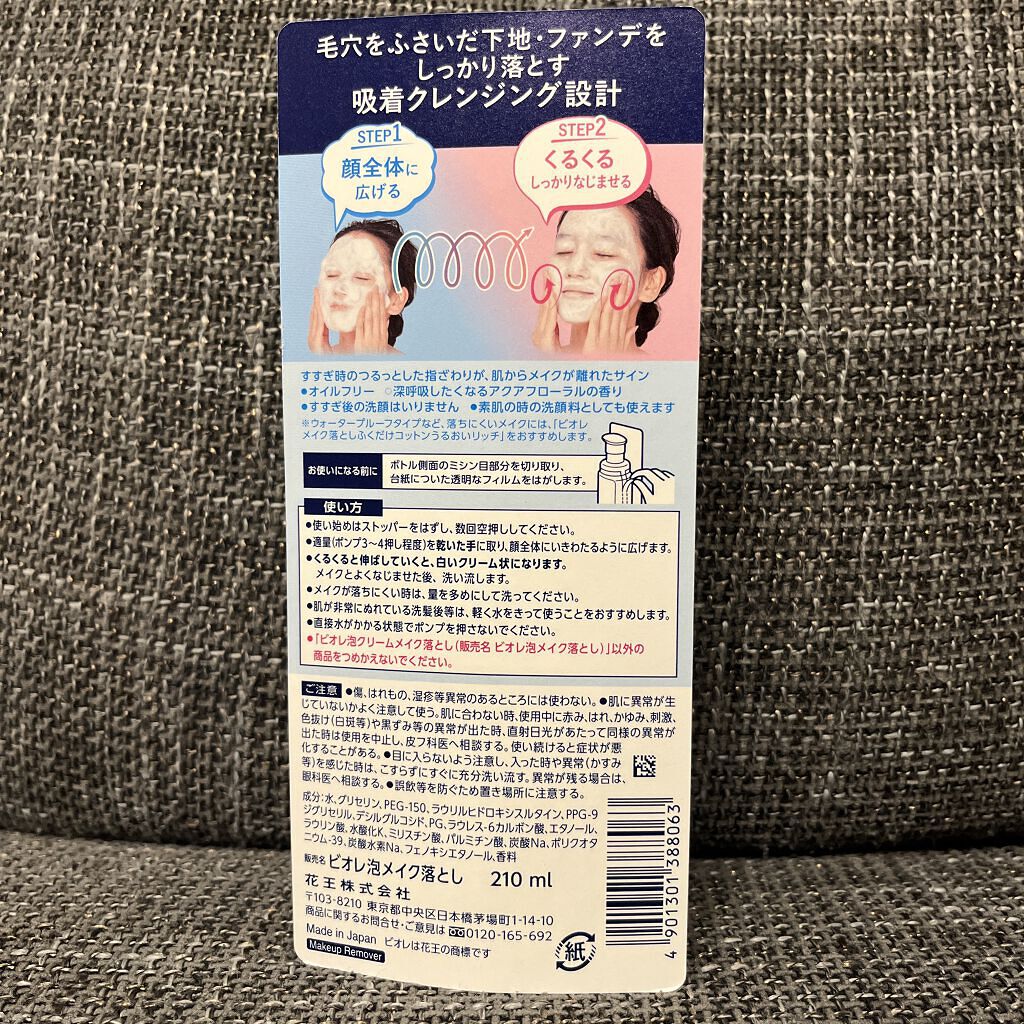 毛穴をふさいだ下地・ファンデを
しっかり落とす
吸着クレンジング設計
STEP1
顔全体に
広げる
STEP2
くるくる
しっかりなじませる
すすぎ時のつるっとした指ざわりが、肌からメイクが離れたサイン
●オイルフリー ○深呼吸したくなるアクアフローラルの香り
●すすぎ後の洗顔はいりません ●素肌の時の洗顔料としても使えます
※ウォータープルーフタイプなど、落ちにくいメイクには、「ビオレ
メイク落としふくだけコットンうるおいリッチ」をおすすめします。
お使いになる前に
ボトル側面のミシン目部分を切り取り、
台紙についた透明なフィルムをはがします。
使い方
●使い始めはストッパーをはずし、数回空押ししてください。
●適量(ポンプ3〜4押し程度)を乾いた手に取り、顔全体にいきわたるように広げます。
●くるくると伸ばしていくと、白いクリーム状になります。
メイクとよくなじませた後、洗い流します。
●メイクが落ちにくい時は、量を多めにして洗ってください。
●肌が非常にぬれている洗髪後等は、軽く水をきって使うことをおすすめします。
●直接水がかかる状態でポンプを押さないでください。
●「ビオレ泡クリームメイク落とし(販売名 ビオレ泡メイク落とし)」以外の
商品をつめかえないでください。
ご注意 ●傷、はれもの、湿疹等異常のあるところには使わない。●肌に異常が生
じていないかよく注意して使う。肌に合わない時、使用中に赤み、はれ、かゆみ、刺激、
色抜け(白斑等)や黒ずみ等の異常が出た時、直射日光があたって同様の異常が
出た時は使用を中止し、皮フ科医へ相談する。使い続けると症状が悪
化することがある。●目に入らないよう注意し、入った時や異常(かすみ
等)を感じた時は、こすらずにすぐに充分洗い流す。異常が残る場合は、
眼科医へ相談する。●誤飲等を防ぐため置き場所に注意する。
成分:水、グリセリン、PEG-150、ラウリルヒドロキシスルタイン、PPG-9
ジグリセリル、デシルグルコシド、PG、ラウレス-6カルボン酸、エタノール、
ラウリン酸、水酸化K、ミリスチン酸、パルミチン酸、炭酸Na、ポリクオタ
ニウム-39、炭酸水素Na、フェノキシエタノール、香料
販売名 ビオレ泡メイク落とし 210 ml
花王株式会社
〒103-8210 東京都中央区日本橋茅場町1-14-10
商品に関するお問合せ・ご意見は 0120-165-692
Made in Japan ビオレは花王の商標です
Makeup Remover
紙
4 901301 388063